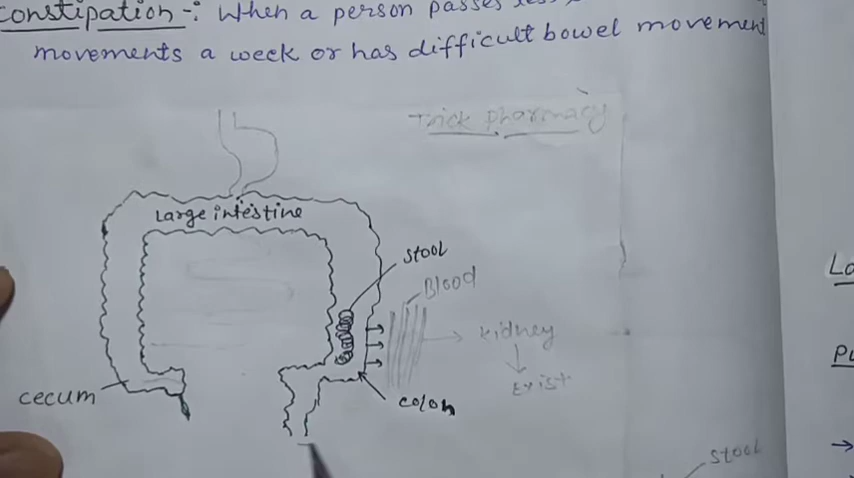 constipation -: When a person passes
movements a week or has difficult bowel movement
Trick Pharmacy
Large intestine
stool
Blood
kidney
Exist
cecum
colon
stool